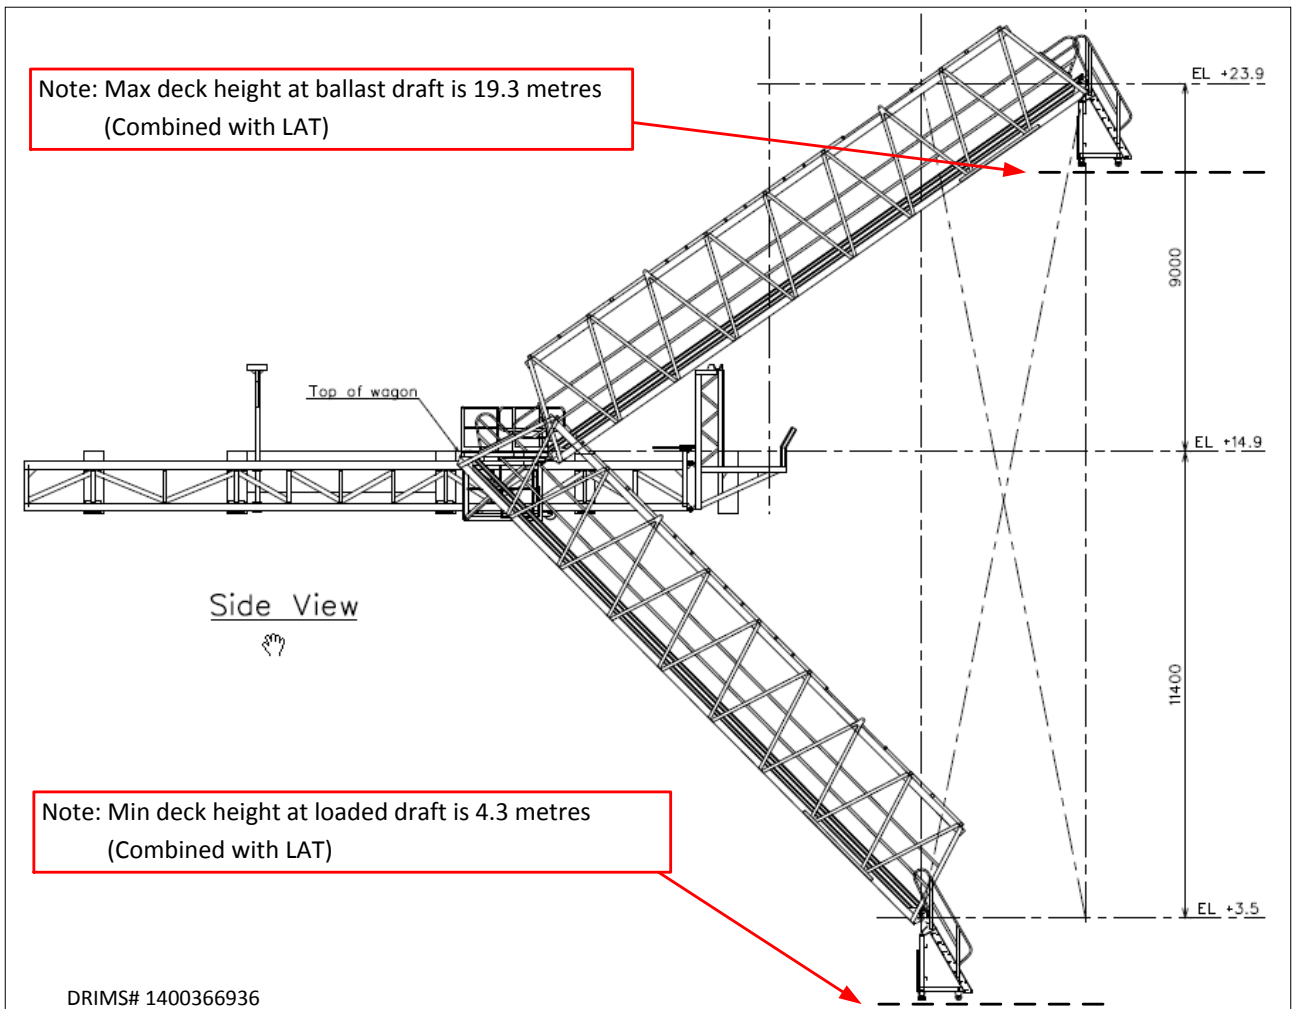 Note: Max deck height at ballast draft is 19.3 metres
(Combined with LAT)
EL +23.9
9000
Top of wagon
EL +14.9
Side View
11400
Note: Min deck height at loaded draft is 4.3 metres
(Combined with LAT)
EL +3.5
DRIMS# 1400366936